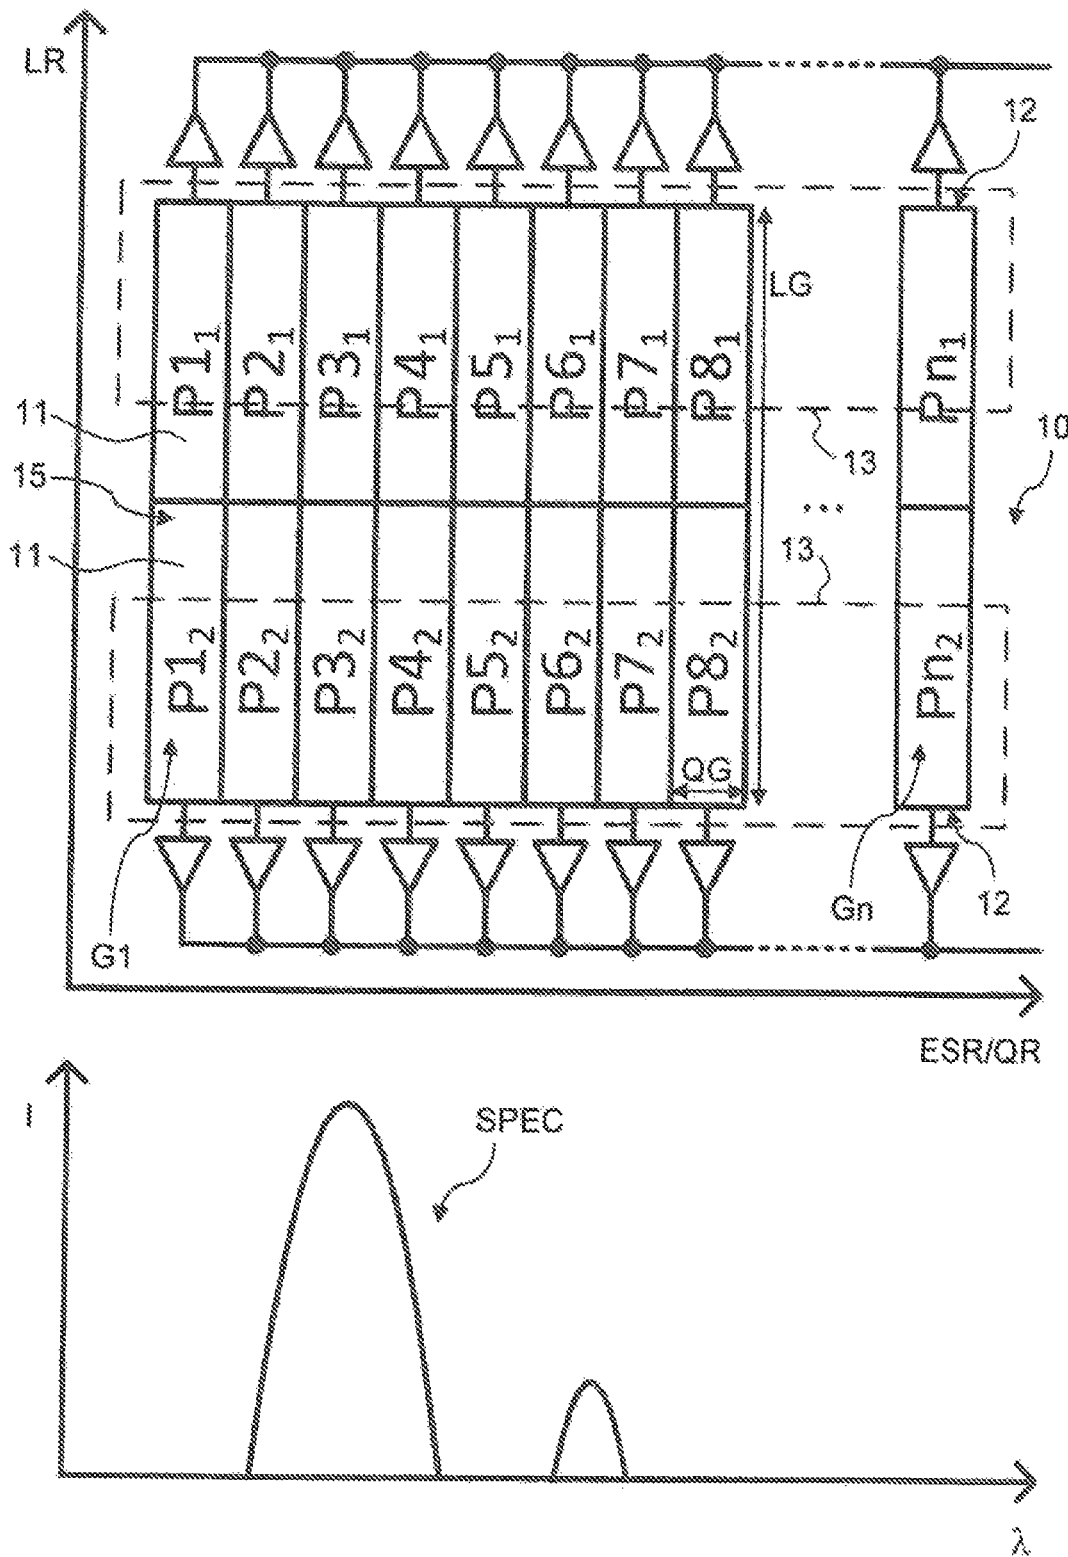 LR
12
LG
P1₁ P2₁ P3₁ P4₁ P5₁ P6₁ P7₁ P8₁ Pn₁
11
13
10
15
...
11
13
P1₂ P2₂ P3₂ P4₂ P5₂ P6₂ P7₂ P8₂ Pn₂
QG
G1
Gn
12
ESR/QR
I
SPEC
λ